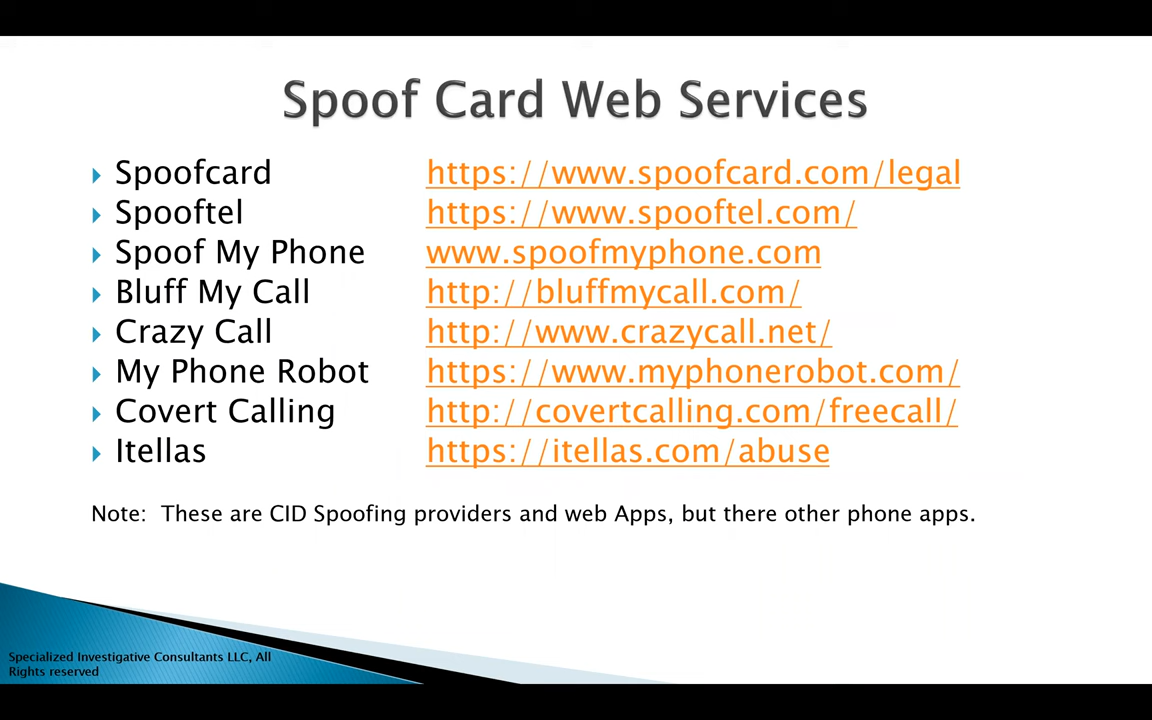 Spoof Card Web Services
Spoofcard https://www.spoofcard.com/legal
Spooftel https://www.spooftel.com/
Spoof My Phone www.spoofmyphone.com
Bluff My Call http://bluffmycall.com/
Crazy Call http://www.crazycall.net/
My Phone Robot https://www.myphonerobot.com/
Covert Calling http://covertcalling.com/freecall/
Itellas https://itellas.com/abuse
Note: These are CID Spoofing providers and web Apps, but there other phone apps.
Specialized Investigative Consultants LLC, All
Rights reserved